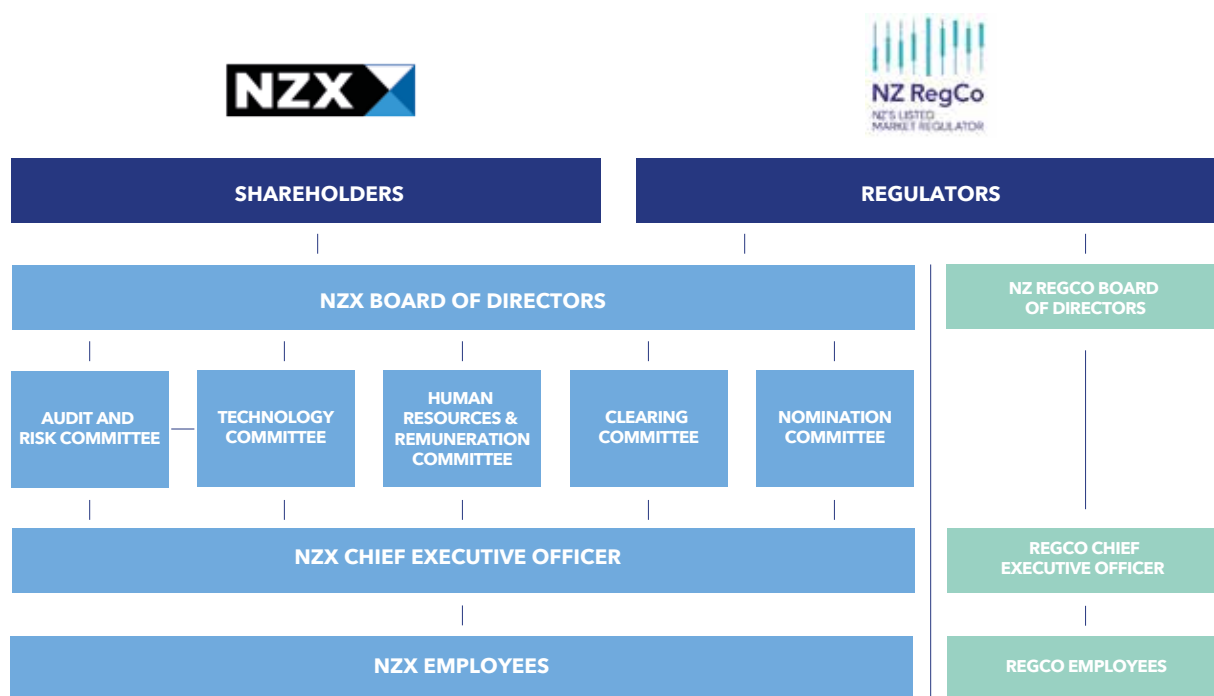 NZX
NZ RegCo
NZ'S LISTED
MARKET REGULATOR
SHAREHOLDERS
REGULATORS
NZX BOARD OF DIRECTORS
NZ REGCO BOARD
OF DIRECTORS
AUDIT AND
RISK COMMITTEE
TECHNOLOGY
COMMITTEE
HUMAN
RESOURCES &
REMUNERATION
COMMITTEE
CLEARING
COMMITTEE
NOMINATION
COMMITTEE
NZX CHIEF EXECUTIVE OFFICER
REGCO CHIEF
EXECUTIVE OFFICER
NZX EMPLOYEES
REGCO EMPLOYEES